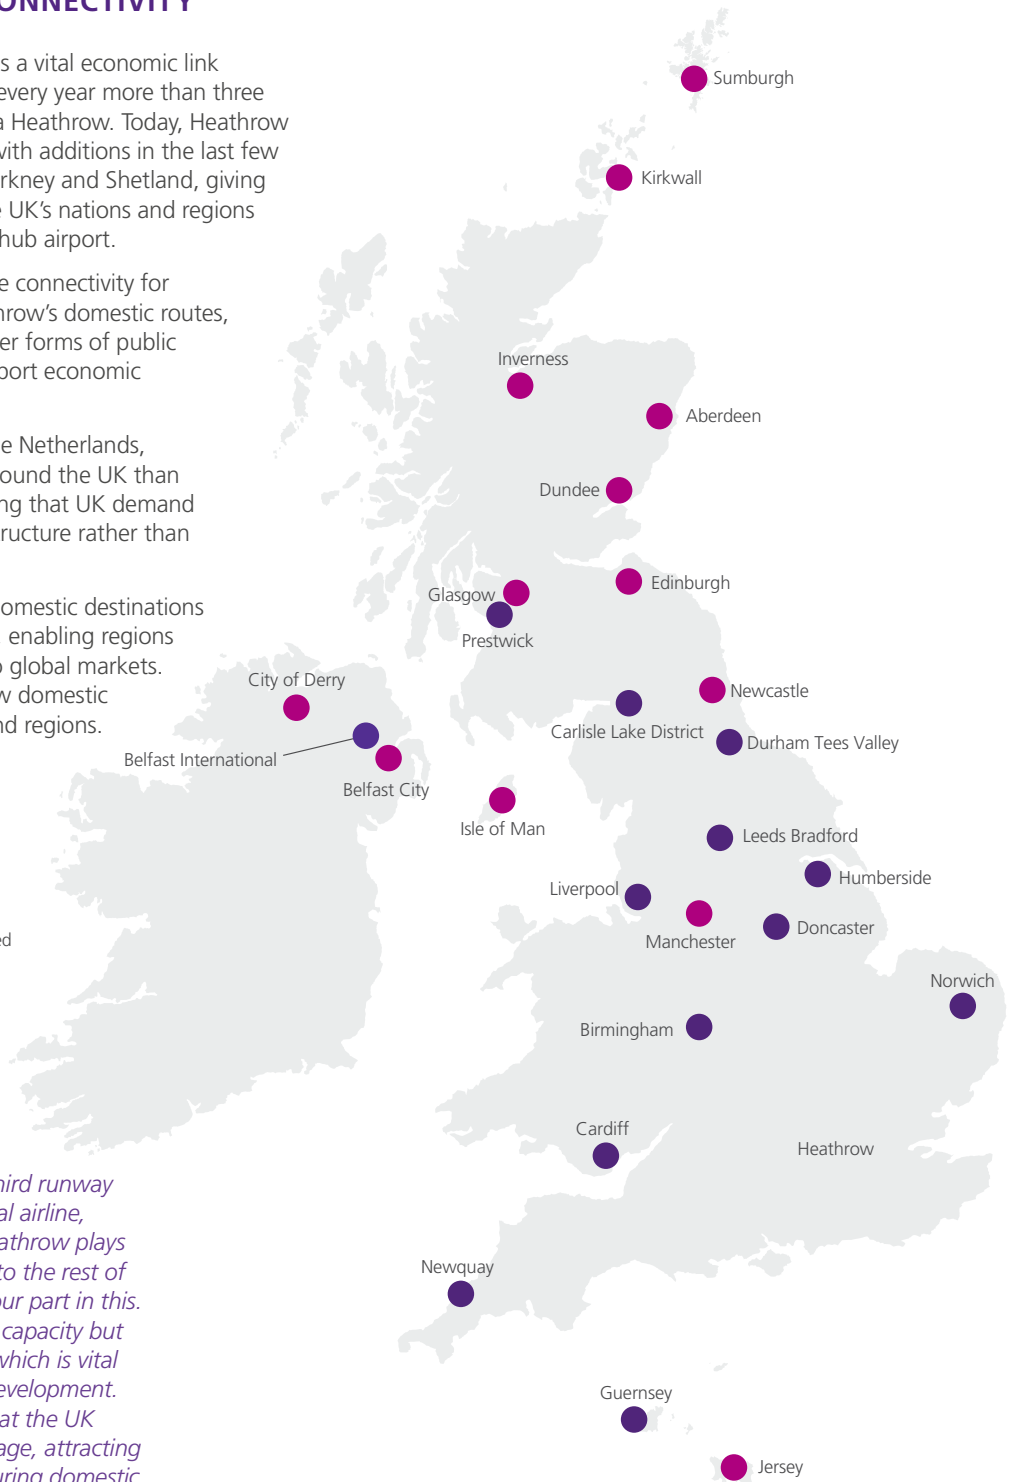 ONNECTIVITY
s a vital economic link
every year more than three
a Heathrow. Today, Heathrow
with additions in the last few
rkney and Shetland, giving
e UK's nations and regions
hub airport.
e connectivity for
hrow's domestic routes,
er forms of public
port economic
e Netherlands,
ound the UK than
ng that UK demand
tructure rather than
omestic destinations
, enabling regions
o global markets.
w domestic
nd regions.
ed
hird runway
al airline,
athrow plays
to the rest of
our part in this.
capacity but
which is vital
evelopment.
at the UK
age, attracting
uring domestic
Sumburgh
Kirkwall
Inverness
Aberdeen
Dundee
Edinburgh
Glasgow
Prestwick
City of Derry
Newcastle
Carlisle Lake District
Durham Tees Valley
Belfast International
Belfast City
Isle of Man
Leeds Bradford
Humberside
Liverpool
Doncaster
Manchester
Norwich
Birmingham
Cardiff
Heathrow
Newquay
Guernsey
Jersey